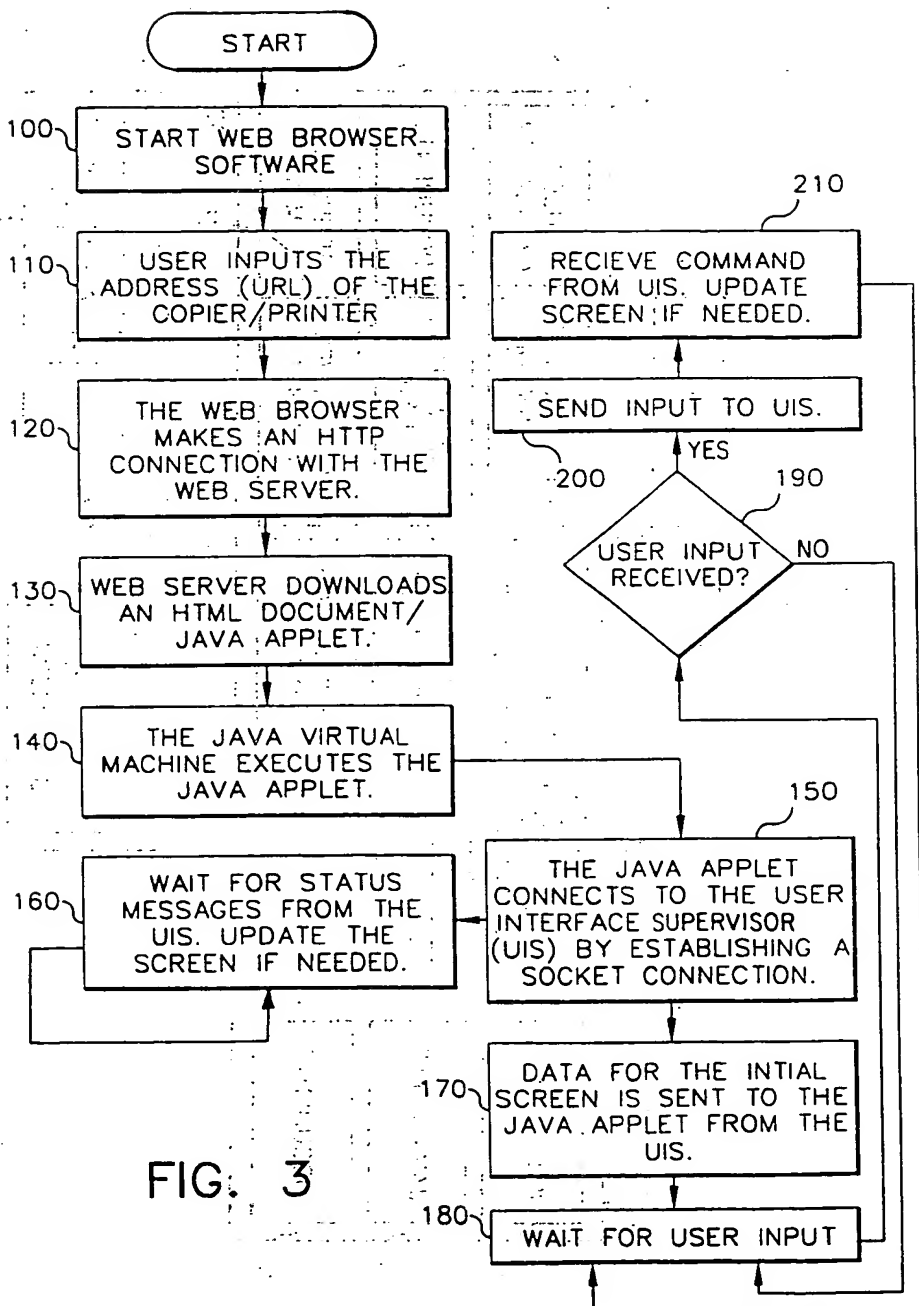 START
100
START WEB BROWSER
SOFTWARE
110
USER INPUTS THE
ADDRESS (URL) OF THE
COPIER/PRINTER
120
THE WEB BROWSER
MAKES AN HTTP
CONNECTION WITH THE
WEB SERVER.
130
WEB SERVER DOWNLOADS
AN HTML DOCUMENT/
JAVA APPLET.
140
THE JAVA VIRTUAL
MACHINE EXECUTES THE
JAVA APPLET.
150
THE JAVA APPLET
CONNECTS TO THE USER
INTERFACE SUPERVISOR
(UIS) BY ESTABLISHING A
SOCKET CONNECTION.
160
WAIT FOR STATUS
MESSAGES FROM THE
UIS. UPDATE THE
SCREEN IF NEEDED.
170
DATA FOR THE INTIAL
SCREEN IS SENT TO THE
JAVA APPLET FROM THE
UIS.
180
WAIT FOR USER INPUT
190
USER INPUT
RECEIVED?
NO
YES
200
SEND INPUT TO UIS.
210
RECIEVE COMMAND
FROM UIS. UPDATE
SCREEN IF NEEDED.
FIG. 3